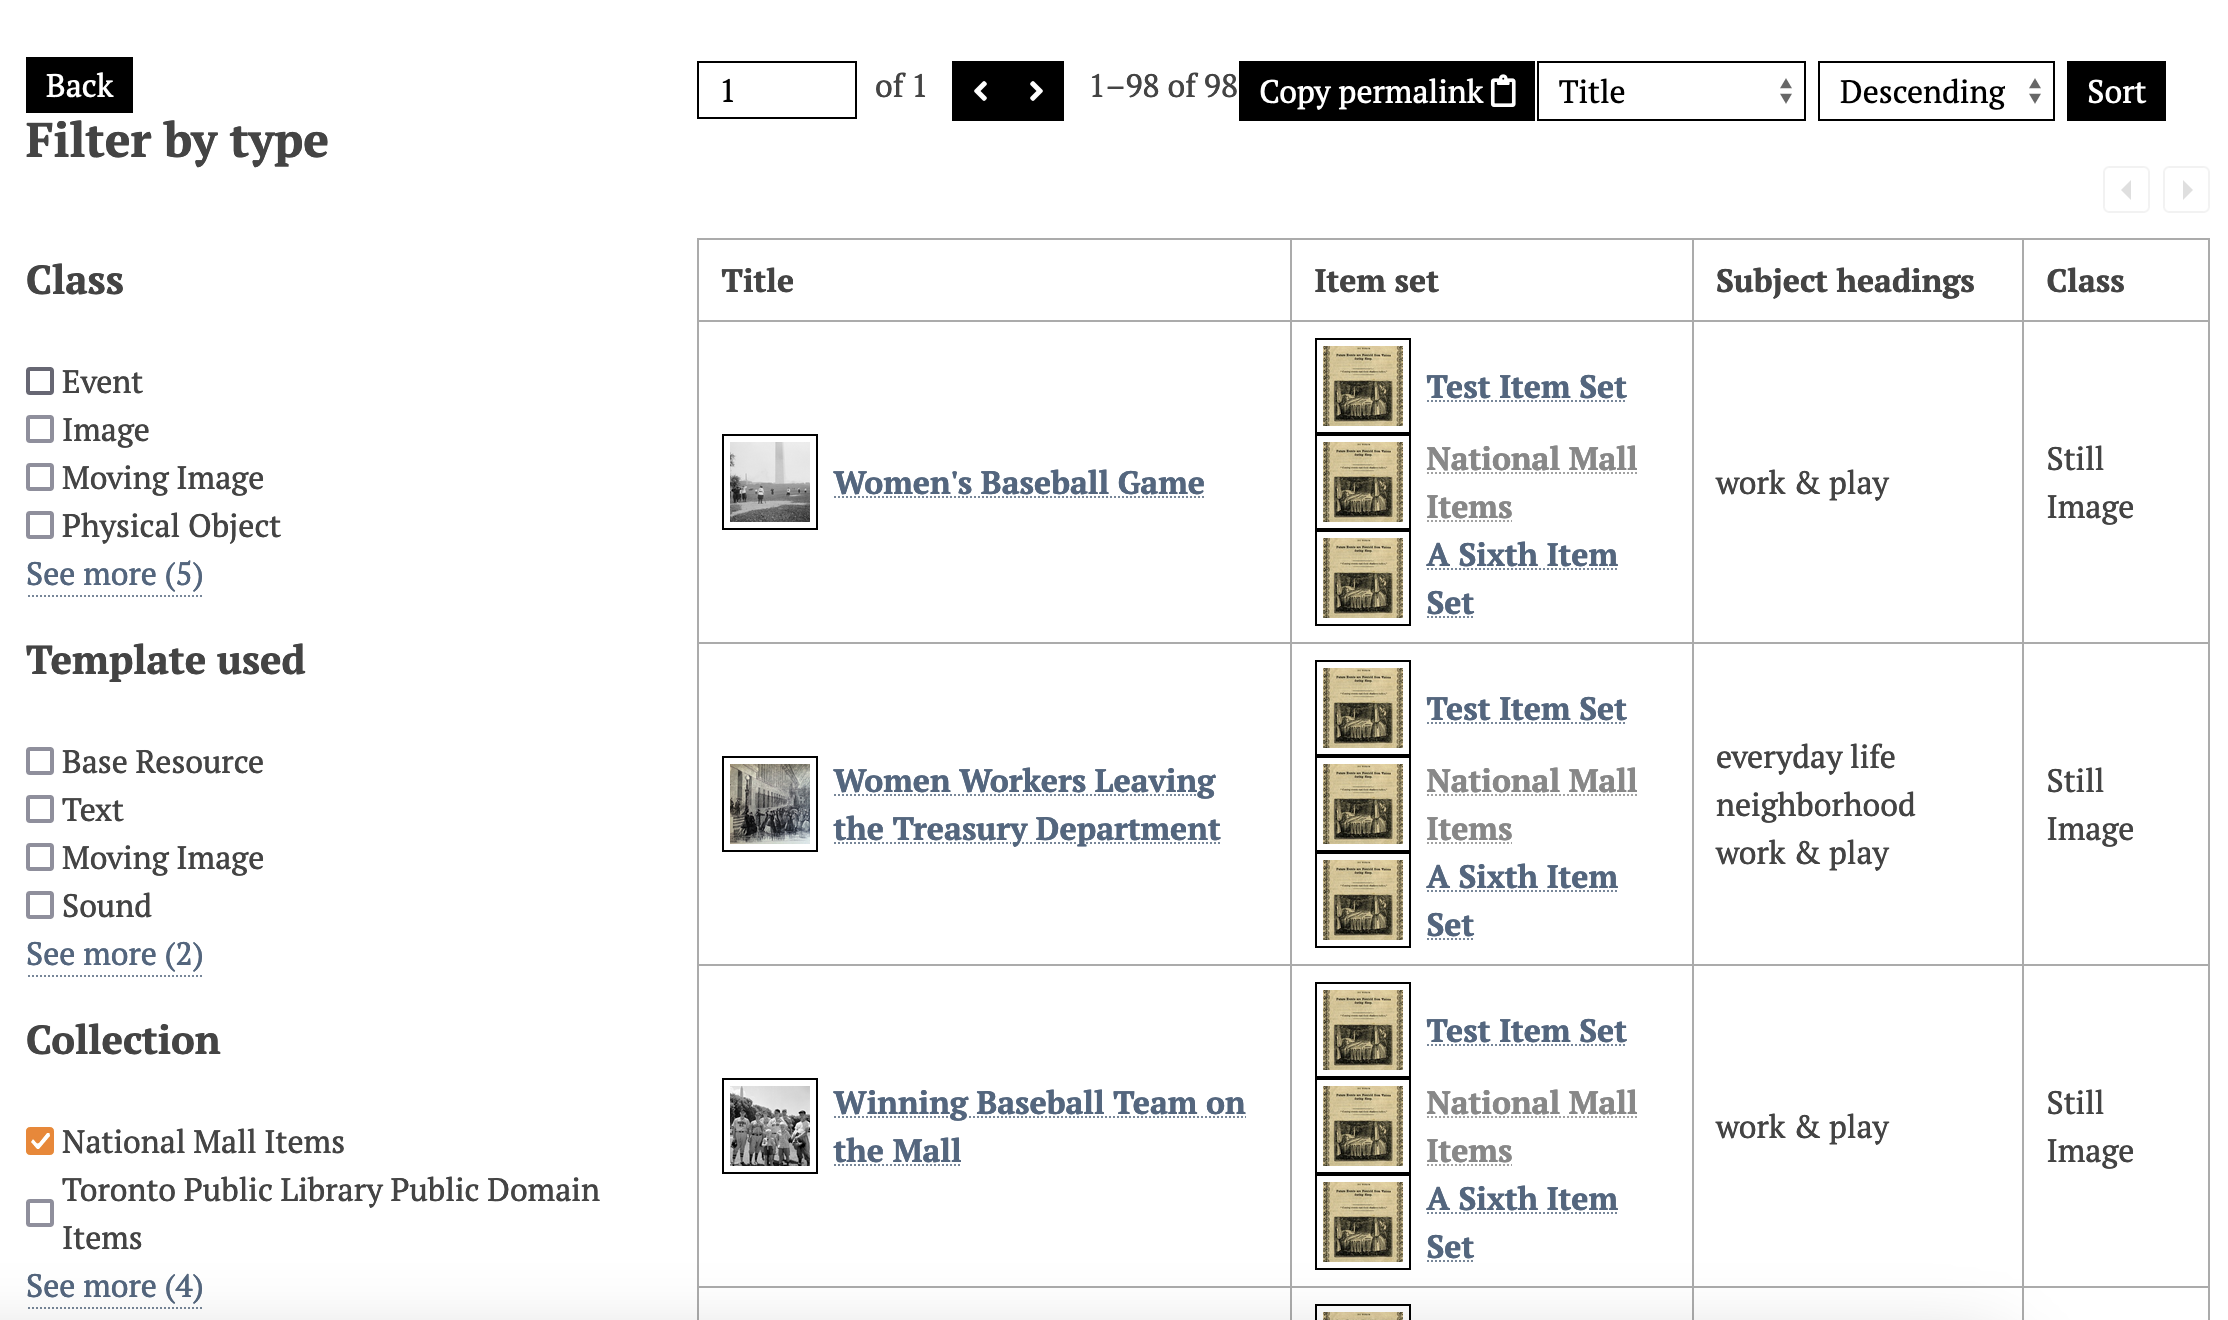 Back
1 of 1 1–98 of 98 Copy permalink Title Descending Sort
Filter by type
Class
Event
Image
Moving Image
Physical Object
See more (5)
Template used
Base Resource
Text
Moving Image
Sound
See more (2)
Collection
National Mall Items
Toronto Public Library Public Domain
Items
See more (4)
Title Item set Subject headings Class
Women's Baseball Game
Test Item Set
National Mall
Items
A Sixth Item
Set
work & play
Still
Image
Women Workers Leaving
the Treasury Department
Test Item Set
National Mall
Items
A Sixth Item
Set
everyday life
neighborhood
work & play
Still
Image
Winning Baseball Team on
the Mall
Test Item Set
National Mall
Items
A Sixth Item
Set
work & play
Still
Image